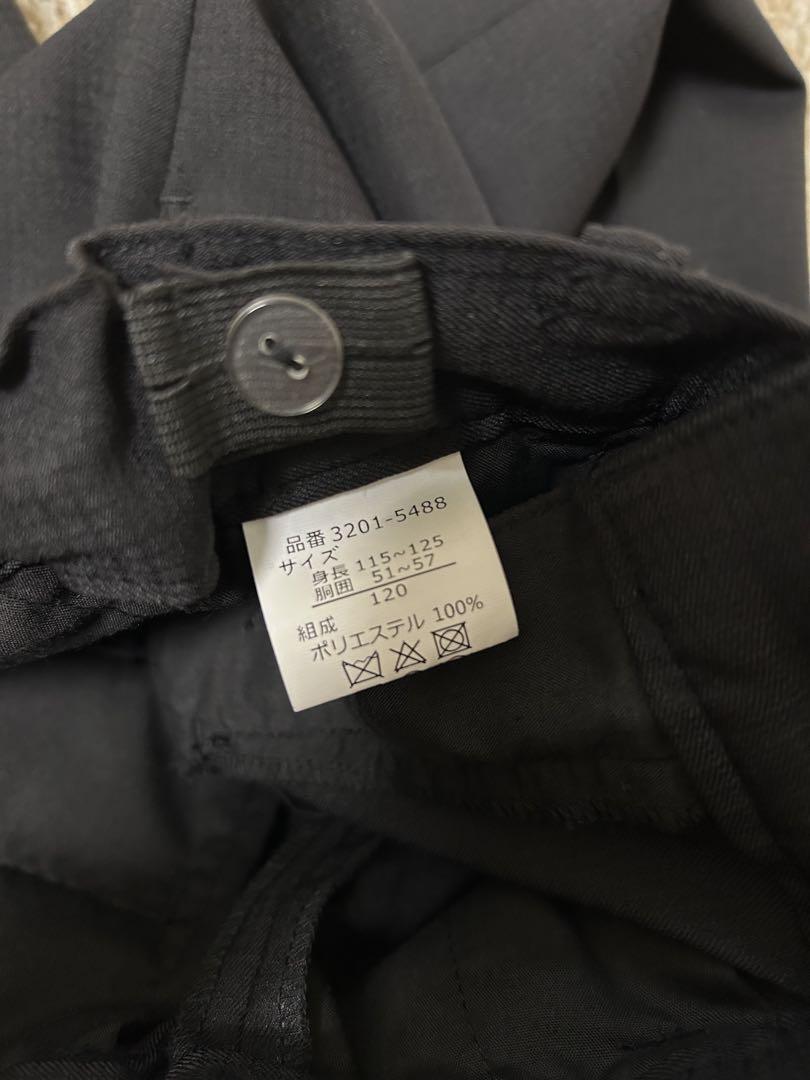 品番 3201-5488
サイズ
身長 115~125
胴囲 51~57
120
組成
ポリエステル 100%